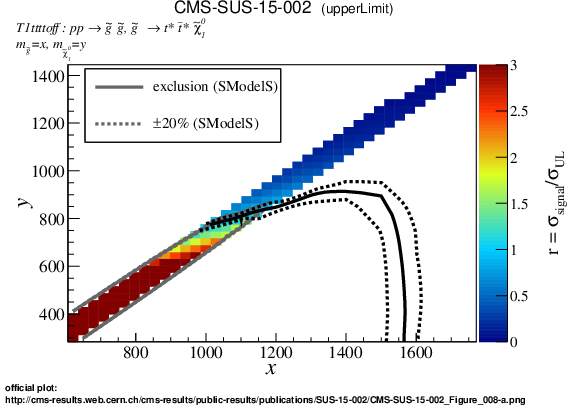 CMS-SUS-15-002 (upperLimit)
T1ttttoff : pp → g̃ g̃, g̃ → t* t̄* χ̃₁⁰
m_g̃=x, m_χ̃₁⁰=y
exclusion (SModelS)
±20% (SModelS)
1400
1200
1000
800
600
400
y
800
1000
1200
1400
1600
x
3
2.5
2
1.5
1
0.5
0
r = σ_signal/σ_UL
official plot:
http://cms-results.web.cern.ch/cms-results/public-results/publications/SUS-15-002/CMS-SUS-15-002_Figure_008-a.png